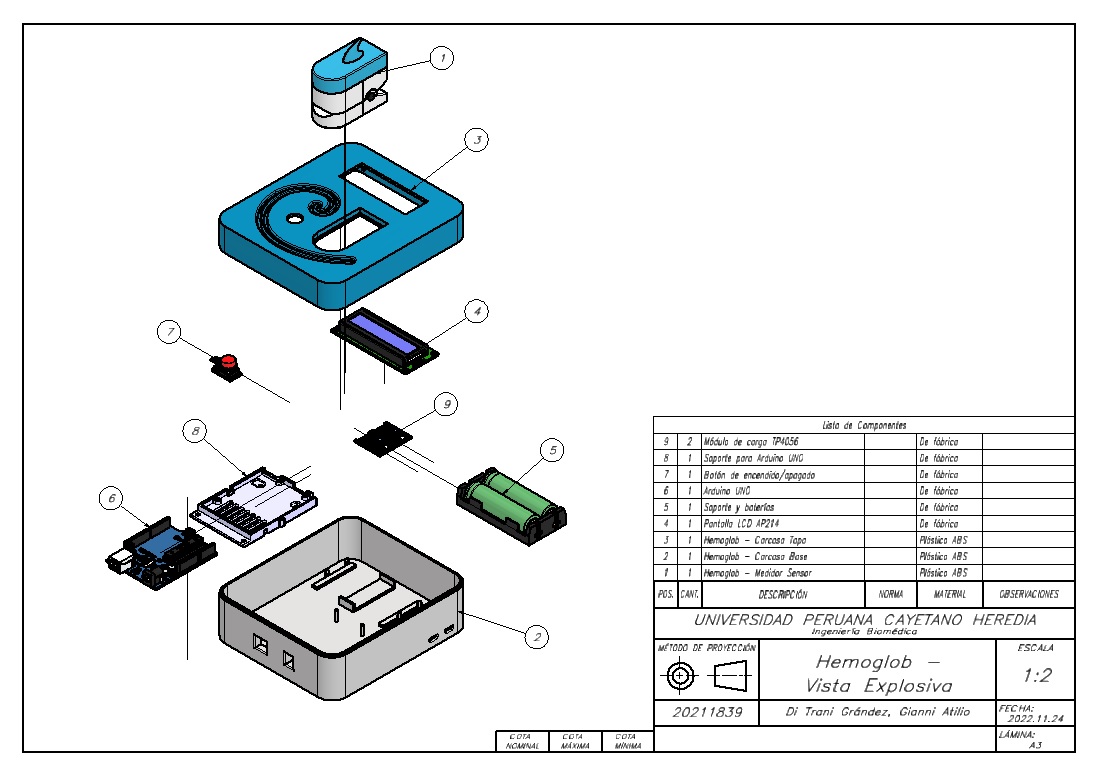 1
3
4
7
9
8
5
6
2
Lista de Componentes
9 2 Módulo de carga TP4056 De fábrica
8 1 Soporte para Arduino UNO De fábrica
7 1 Botón de encendido/apagado De fábrica
6 1 Arduino UNO De fábrica
5 1 Soporte y baterías De fábrica
4 1 Pantalla LCD AP214 De fábrica
3 1 Hemoglob - Carcasa Tapa Plástico ABS
2 1 Hemoglob - Carcasa Base Plástico ABS
1 1 Hemoglob - Medidor Sensor Plástico ABS
POS. CANT. DESCRIPCIÓN NORMA MATERIAL OBSERVACIONES
UNIVERSIDAD PERUANA CAYETANO HEREDIA
Ingeniería Biomédica
MÉTODO DE PROYECCIÓN
Hemoglob -
Vista Explosiva
ESCALA
1:2
20211839
Di Trani Grández, Gianni Atilio
FECHA:
2022.11.24
LÁMINA:
A3
COTA NOMINAL
COTA MÁXIMA
COTA MÍNIMA